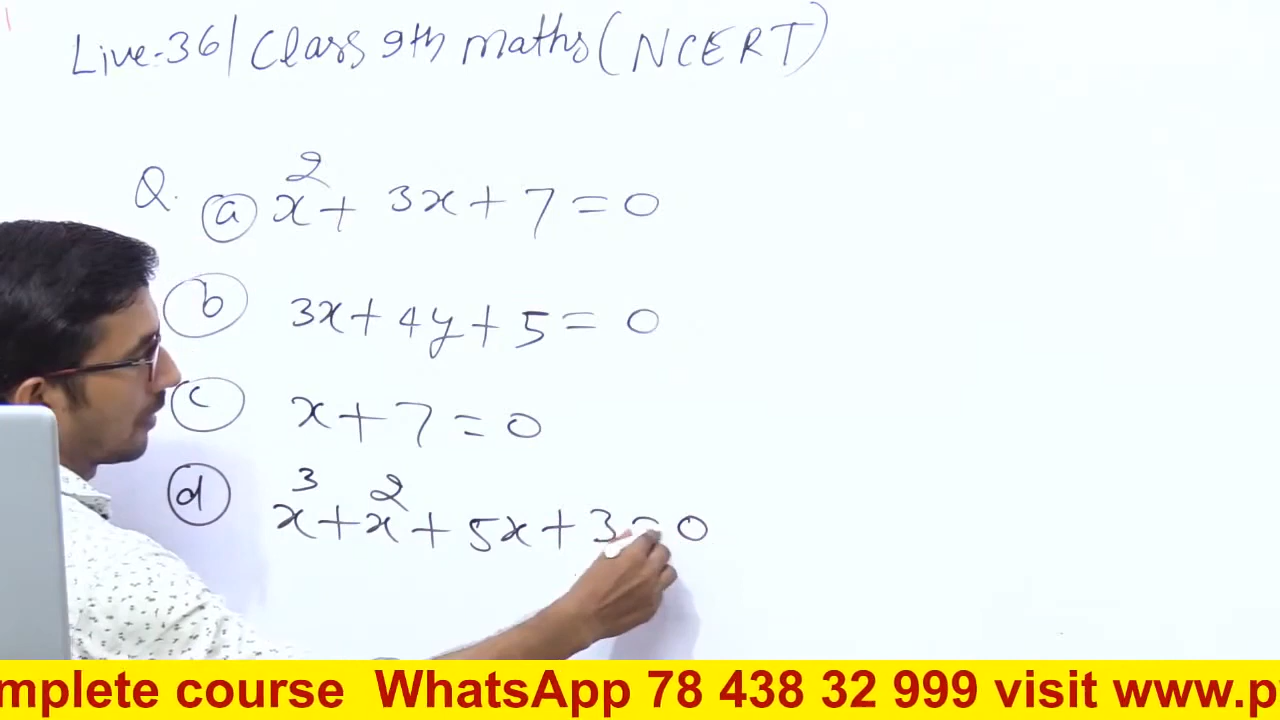 Live-36/Class 9th maths (NCERT)
Q. (a) x² + 3x + 7 = 0
(b) 3x + 4y + 5 = 0
(c) x + 7 = 0
(d) x³ + x² + 5x + 3 = 0
mplete course WhatsApp 78 438 32 999 visit www.p